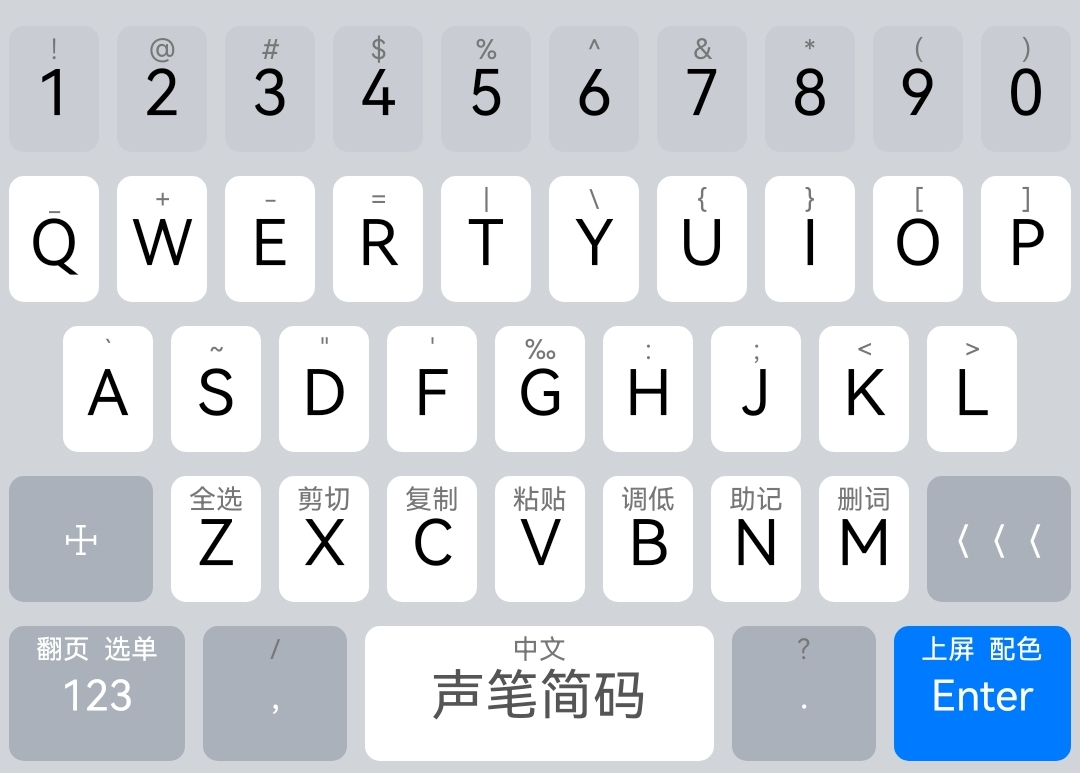 ! @ # $ % ^ & * ( )
1 2 3 4 5 6 7 8 9 0
_ + - = | \ { } [ ]
Q W E R T Y U I O P
` ~ " ' ‰ : ; < >
A S D F G H J K L
全选 剪切 复制 粘贴 调低 助记 删词
Z X C V B N M 〈 〈 〈
翻页 选单 / 中文 ? 上屏 配色
123 , 声笔简码 . Enter